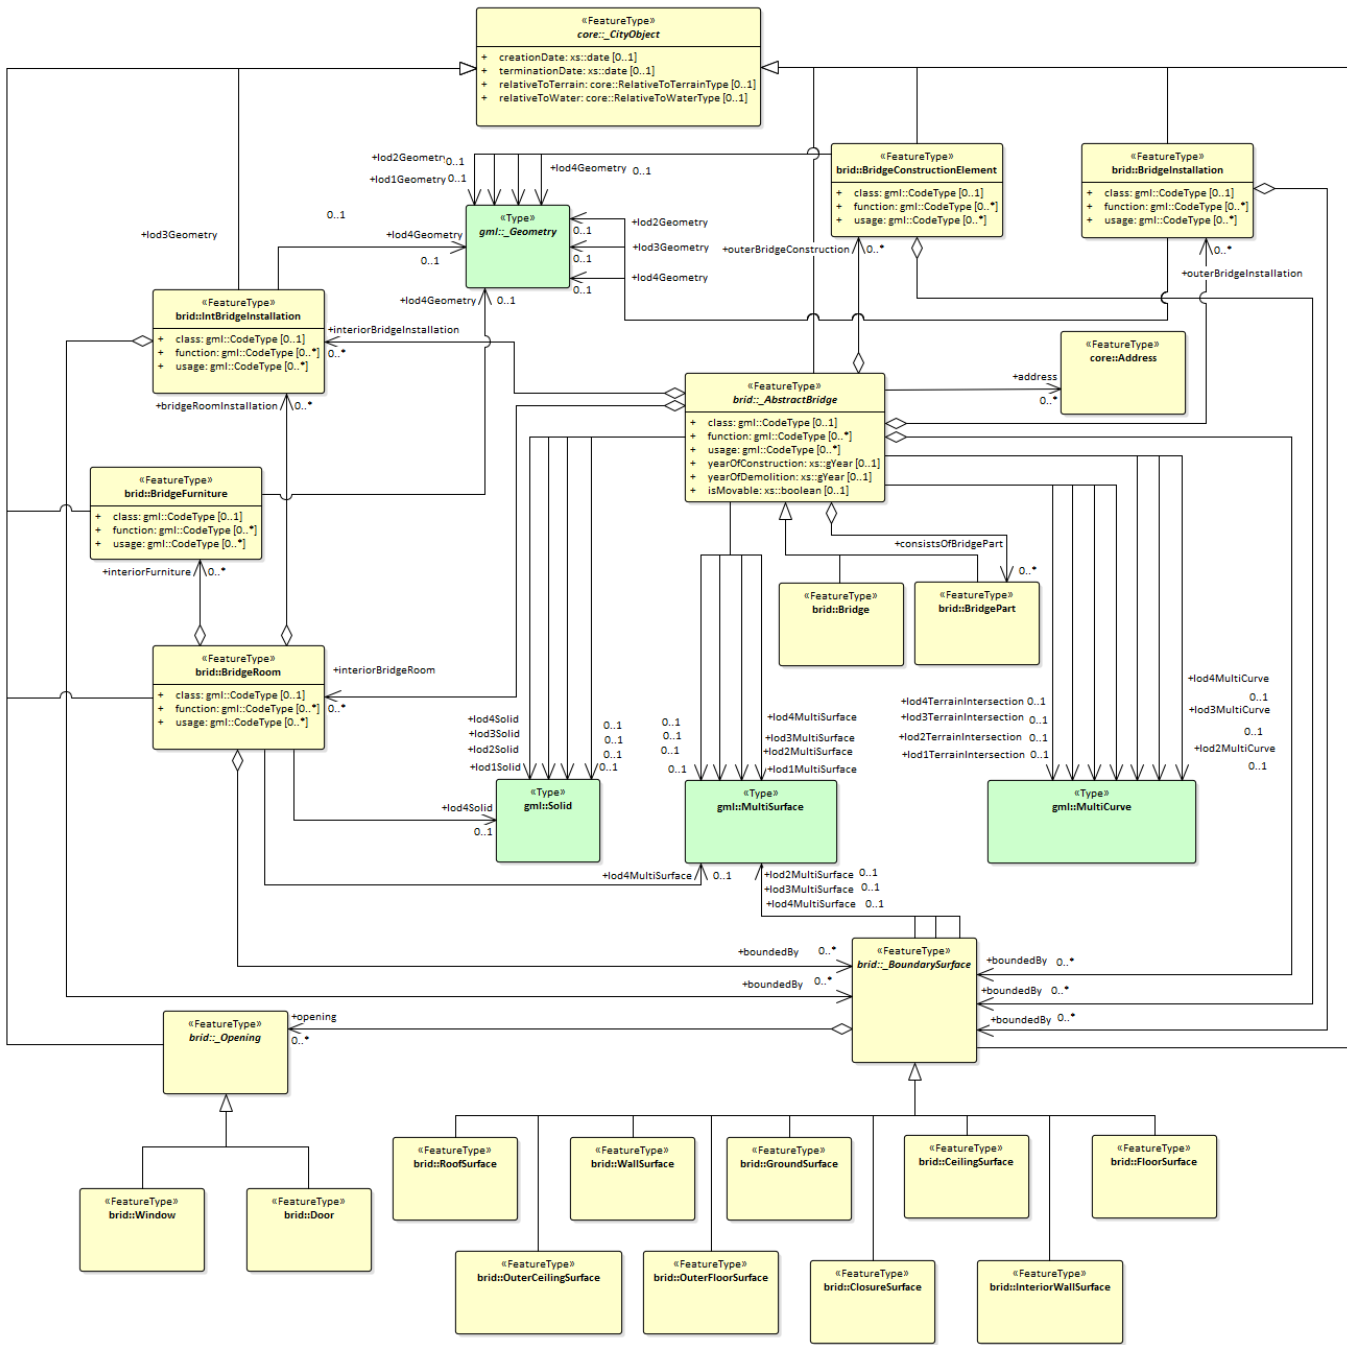 «FeatureType»
core::_CityObject
+ creationDate: xs::date [0..1]
+ terminationDate: xs::date [0..1]
+ relativeToTerrain: core::RelativeToTerrainType [0..1]
+ relativeToWater: core::RelativeToWaterType [0..1]
+lod2Geometry
0..1
+lod1Geometry
0..1
+lod4Geometry
0..1
+lod3Geometry
0..1
«FeatureType»
brid::BridgeConstructionElement
+ class: gml::CodeType [0..1]
+ function: gml::CodeType [0..*]
+ usage: gml::CodeType [0..*]
«FeatureType»
brid::BridgeInstallation
+ class: gml::CodeType [0..1]
+ function: gml::CodeType [0..*]
+ usage: gml::CodeType [0..*]
«Type»
gml::_Geometry
+lod2Geometry
0..1
+lod3Geometry
0..1
+lod4Geometry
0..1
+lod4Geometry
0..1
+lod4Geometry
0..1
+outerBridgeConstruction
0..*
0..*
+outerBridgeInstallation
«FeatureType»
brid::IntBridgeInstallation
+ class: gml::CodeType [0..1]
+ function: gml::CodeType [0..*]
+ usage: gml::CodeType [0..*]
+interiorBridgeInstallation
0..*
+bridgeRoomInstallation
0..*
«FeatureType»
core::Address
+address
0..*
«FeatureType»
brid::_AbstractBridge
+ class: gml::CodeType [0..1]
+ function: gml::CodeType [0..*]
+ usage: gml::CodeType [0..*]
+ yearOfConstruction: xs::gYear [0..1]
+ yearOfDemolition: xs::gYear [0..1]
+ isMovable: xs::boolean [0..1]
«FeatureType»
brid::BridgeFurniture
+ class: gml::CodeType [0..1]
+ function: gml::CodeType [0..*]
+ usage: gml::CodeType [0..*]
+interiorFurniture
0..*
+consistsOfBridgePart
0..*
«FeatureType»
brid::Bridge
«FeatureType»
brid::BridgePart
«FeatureType»
brid::BridgeRoom
+ class: gml::CodeType [0..1]
+ function: gml::CodeType [0..*]
+ usage: gml::CodeType [0..*]
+interiorBridgeRoom
0..*
+lod4Solid
0..1
+lod3Solid
0..1
+lod2Solid
0..1
+lod1Solid
0..1
0..1
+lod4MultiSurface
0..1
+lod3MultiSurface
0..1
+lod2MultiSurface
0..1
+lod1MultiSurface
+lod4TerrainIntersection 0..1
+lod3TerrainIntersection 0..1
+lod2TerrainIntersection 0..1
+lod1TerrainIntersection 0..1
+lod4MultiCurve
0..1
+lod3MultiCurve
0..1
+lod2MultiCurve
0..1
«Type»
gml::Solid
«Type»
gml::MultiSurface
«Type»
gml::MultiCurve
+lod4Solid
0..1
+lod4MultiSurface
0..1
+lod2MultiSurface 0..1
+lod3MultiSurface 0..1
+lod4MultiSurface 0..1
«FeatureType»
brid::_BoundarySurface
+boundedBy 0..*
+boundedBy 0..*
+boundedBy 0..*
+boundedBy 0..*
+boundedBy 0..*
«FeatureType»
brid::_Opening
+opening
0..*
«FeatureType»
brid::Window
«FeatureType»
brid::Door
«FeatureType»
brid::RoofSurface
«FeatureType»
brid::WallSurface
«FeatureType»
brid::GroundSurface
«FeatureType»
brid::CeilingSurface
«FeatureType»
brid::FloorSurface
«FeatureType»
brid::OuterCeilingSurface
«FeatureType»
brid::OuterFloorSurface
«FeatureType»
brid::ClosureSurface
«FeatureType»
brid::InteriorWallSurface